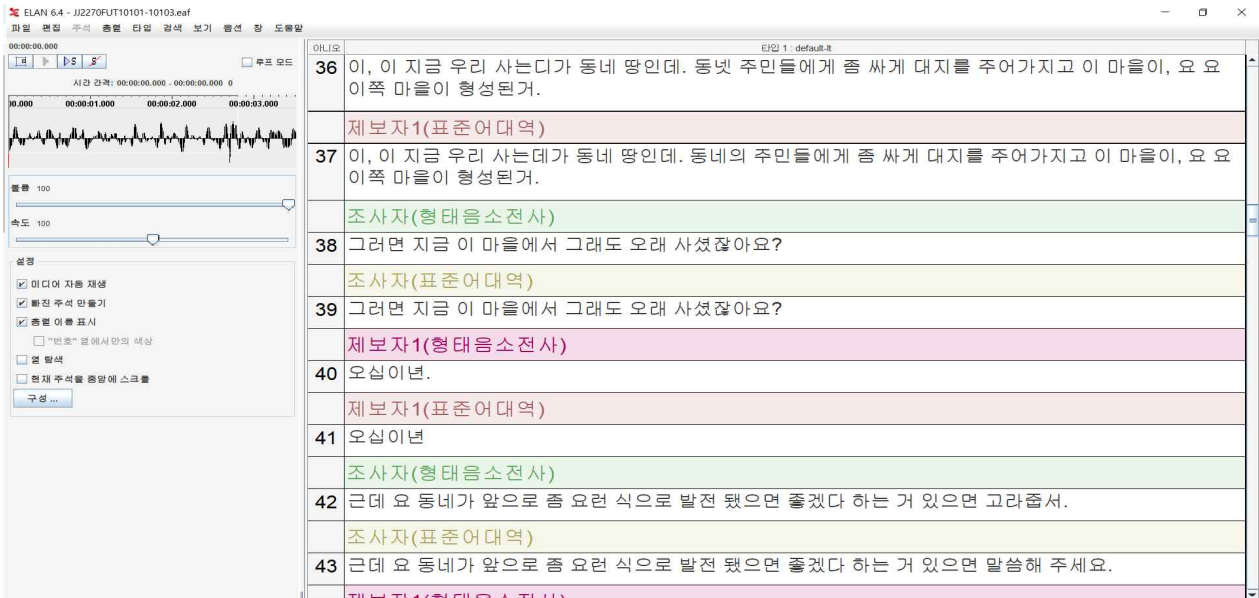 ELAN 6.4 - JJ2270FUT10101-10103.eaf
파일 편집 주석 층렬 타입 검색 보기 옵션 창 도움말
00:00:00.000
루프 모드
시간 간격: 00:00:00.000 - 00:00:00.000 0
00:00:01.000 00:00:02.000 00:00:03.000
볼륨 100
속도 100
설정
미디어 자동 재생
빠진 주석 만들기
층렬 이름 표시
"번호" 열에서만의 색상
열 탐색
현재 주석을 중앙에 스크롤
구성 ...
아니오 타입 1 : default-lt
36 이, 이 지금 우리 사는디가 동네 땅인데. 동넷 주민들에게 좀 싸게 대지를 주어가지고 이 마을이, 요 요
이쪽 마을이 형성된거.
제보자1(표준어대역)
37 이, 이 지금 우리 사는데가 동네 땅인데. 동네의 주민들에게 좀 싸게 대지를 주어가지고 이 마을이, 요 요
이쪽 마을이 형성된거.
조사자(형태음소전사)
38 그러면 지금 이 마을에서 그래도 오래 사셨잖아요?
조사자(표준어대역)
39 그러면 지금 이 마을에서 그래도 오래 사셨잖아요?
제보자1(형태음소전사)
40 오십이년.
제보자1(표준어대역)
41 오십이년
조사자(형태음소전사)
42 근데 요 동네가 앞으로 좀 요런 식으로 발전 됐으면 좋겠다 하는 거 있으면 고라줍서.
조사자(표준어대역)
43 근데 요 동네가 앞으로 좀 요런 식으로 발전 됐으면 좋겠다 하는 거 있으면 말씀해 주세요.
제보자1(형태음소전사)